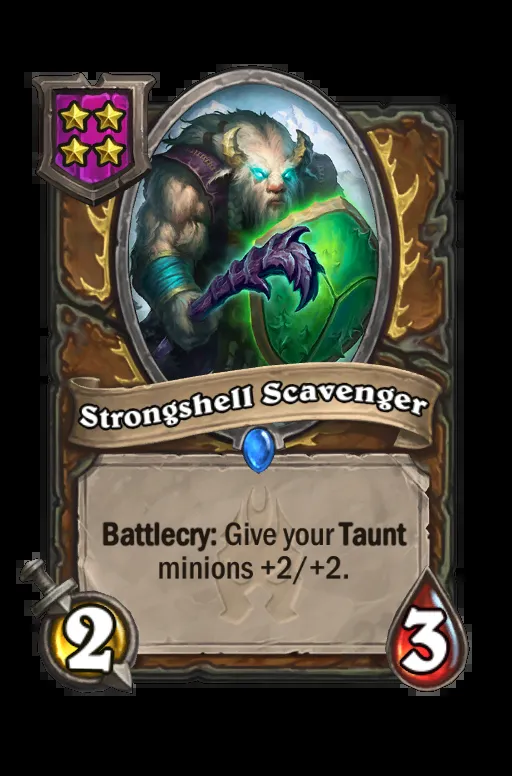 Strongshell Scavenger
Battlecry: Give your Taunt
minions +2/+2.
2
3